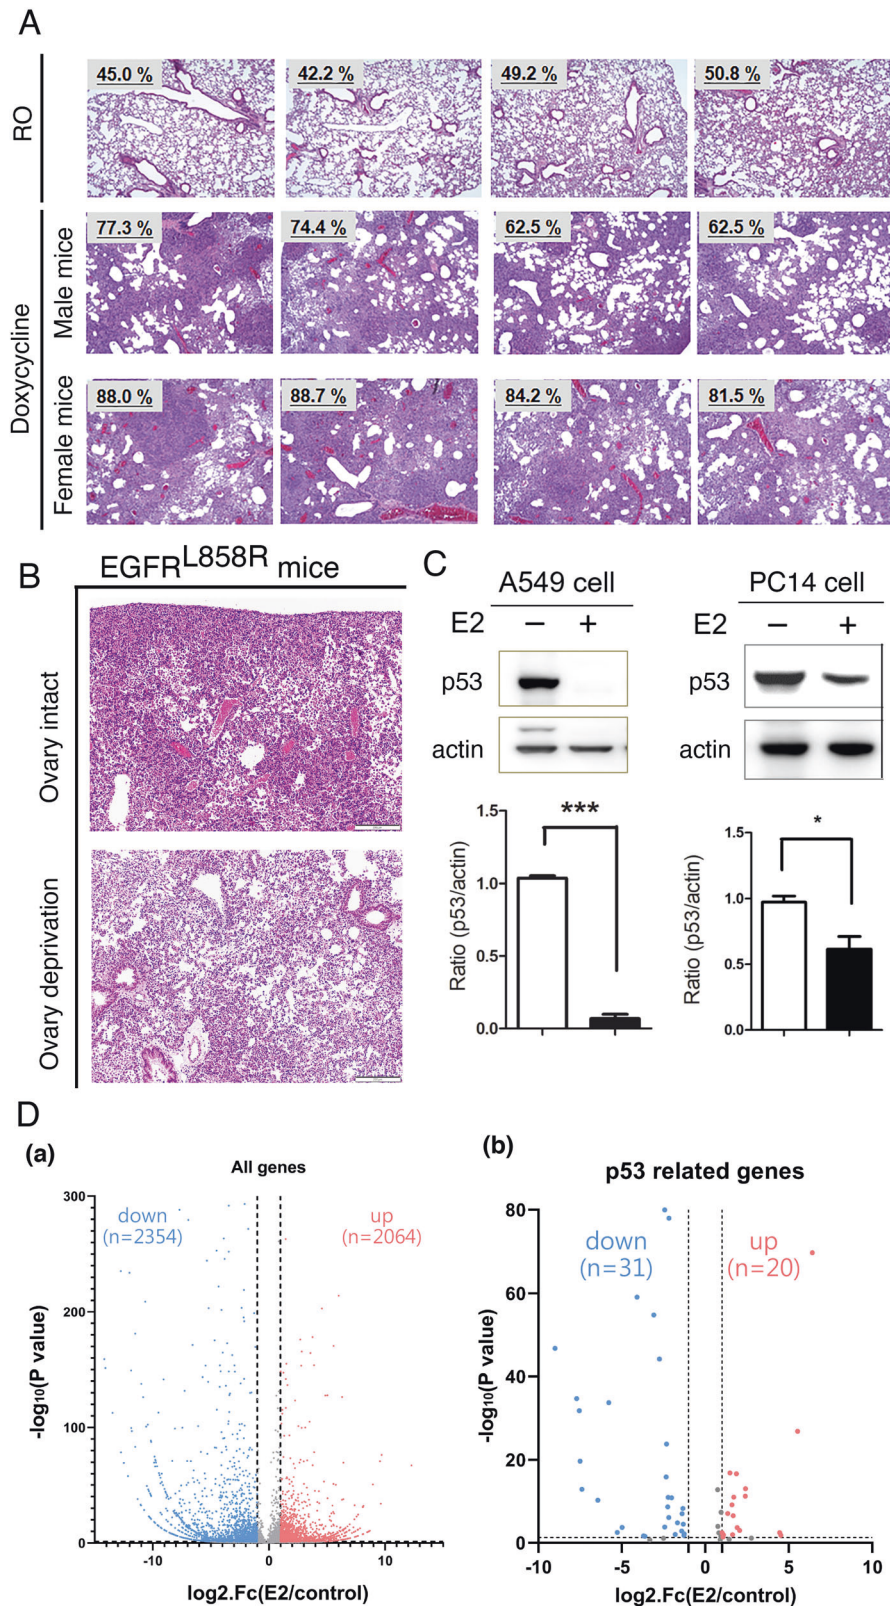 A
RO
45.0 %
42.2 %
49.2 %
50.8 %
Doxycycline
Male mice
77.3 %
74.4 %
62.5 %
62.5 %
Female mice
88.0 %
88.7 %
84.2 %
81.5 %
B
EGFR L858R mice
Ovary intact
Ovary deprivation
C
A549 cell
E2 − +
p53
actin
Ratio (p53/actin)
1.5
1.0
0.5
0.0
***
PC14 cell
E2 − +
p53
actin
Ratio (p53/actin)
1.5
1.0
0.5
0.0
*
D
(a)
All genes
down
(n=2354)
up
(n=2064)
-log10(P value)
300
200
100
0
-10 0 10
log2.Fc(E2/control)
(b)
p53 related genes
down
(n=31)
up
(n=20)
-log10(P value)
80
60
40
20
0
-10 -5 0 5 10
log2.Fc(E2/control)